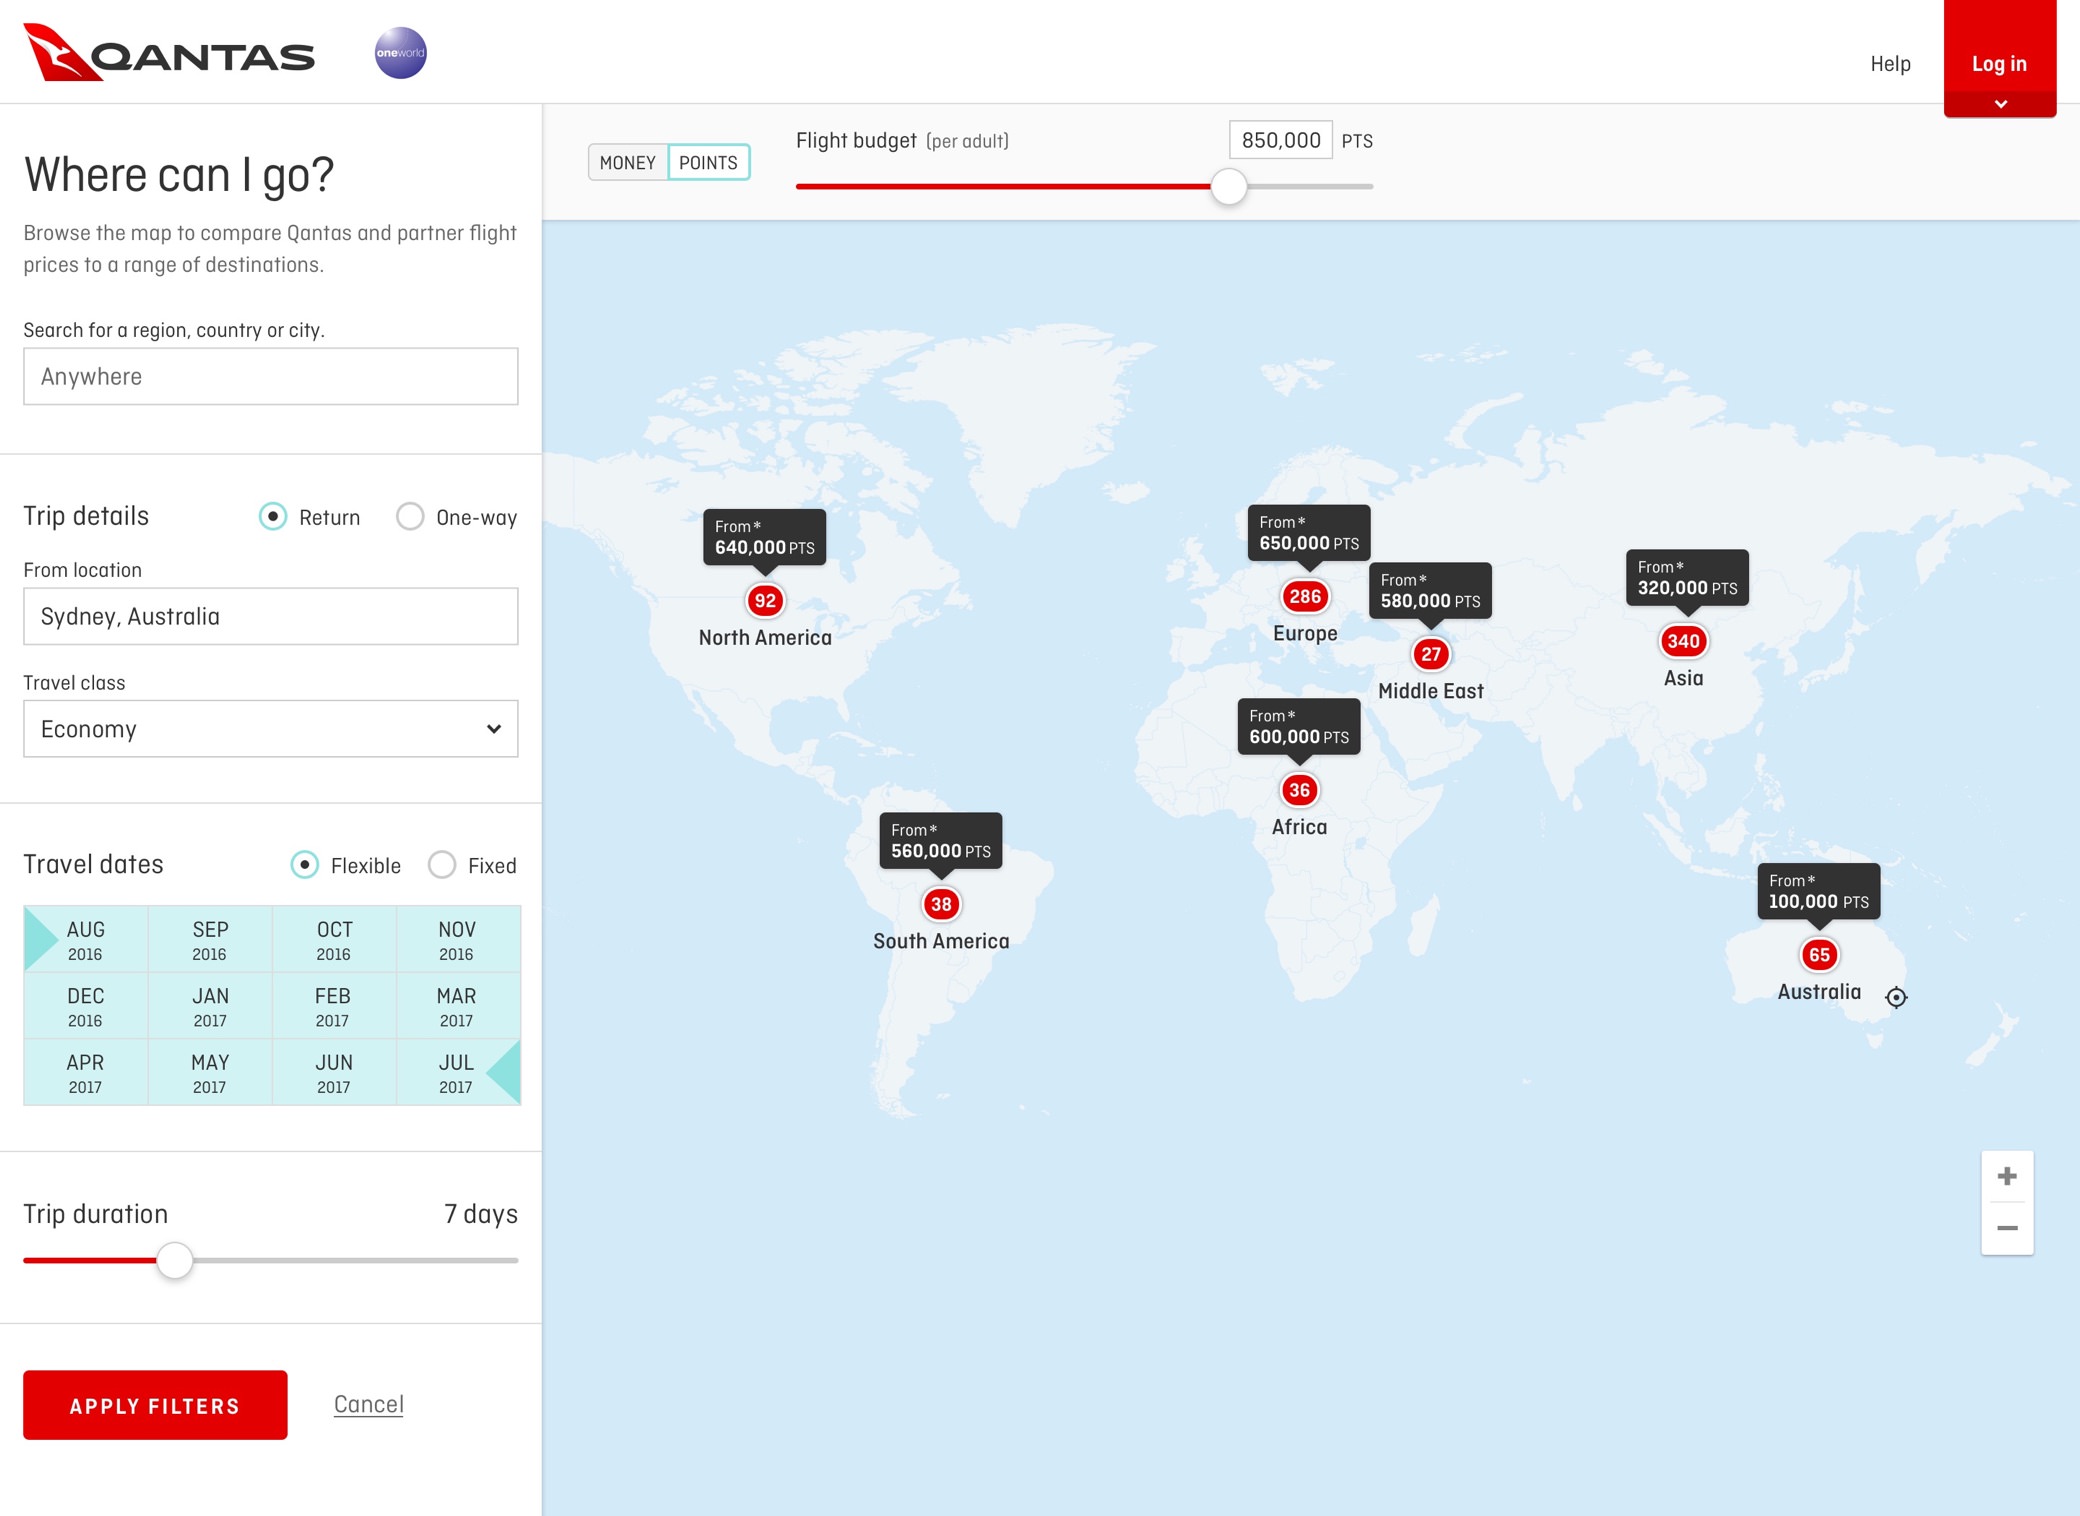 QANTAS
oneworld
Help
Log in
Where can I go?
Browse the map to compare Qantas and partner flight
prices to a range of destinations.
Search for a region, country or city.
Anywhere
Trip details
Return
One-way
From location
Sydney, Australia
Travel class
Economy
Travel dates
Flexible
Fixed
AUG
2016
SEP
2016
OCT
2016
NOV
2016
DEC
2016
JAN
2017
FEB
2017
MAR
2017
APR
2017
MAY
2017
JUN
2017
JUL
2017
Trip duration
7 days
APPLY FILTERS
Cancel
MONEY
POINTS
Flight budget (per adult)
850,000 PTS
From*
640,000 PTS
92
North America
From*
650,000 PTS
286
Europe
From*
580,000 PTS
27
Middle East
From*
320,000 PTS
340
Asia
From*
600,000 PTS
36
Africa
From*
560,000 PTS
38
South America
From*
100,000 PTS
65
Australia